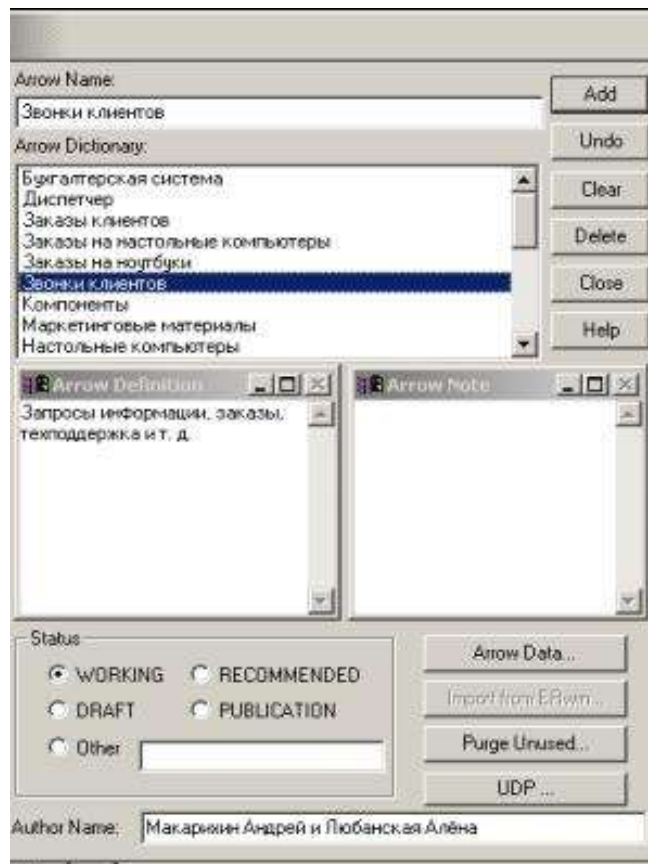 Arrow Name:
Звонки клиентов
Add
Arrow Dictionary:
Undo
Бухгалтерская система
Диспетчер
Заказы клиентов
Заказы на настольные компьютеры
Заказы на ноутбуки
Звонки клиентов
Компоненты
Маркетинговые материалы
Настольные компьютеры
Clear
Delete
Close
Help
Arrow Definition
Arrow Note
Запросы информации, заказы,
техподдержка и т. д.
Status
WORKING RECOMMENDED
DRAFT PUBLICATION
Other
Arrow Data...
Import from ERwin...
Purge Unused...
UDP ...
Author Name: Макарихин Андрей и Любанская Алёна